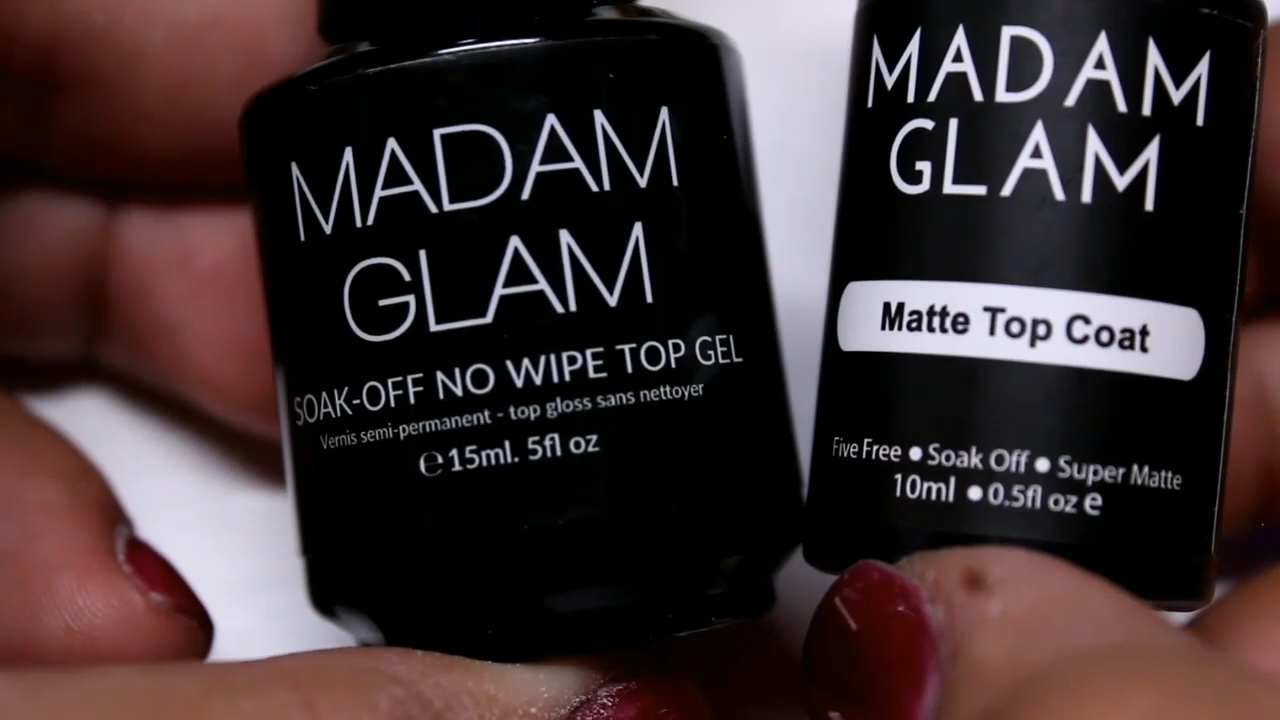 MADAM
GLAM
SOAK-OFF NO WIPE TOP GEL
Vernis semi-permanent - top gloss sans nettoyer
℮15ml. 5fl oz
MADAM
GLAM
Matte Top Coat
Five Free ● Soak Off ● Super Matte
10ml ●0.5fl oz ℮